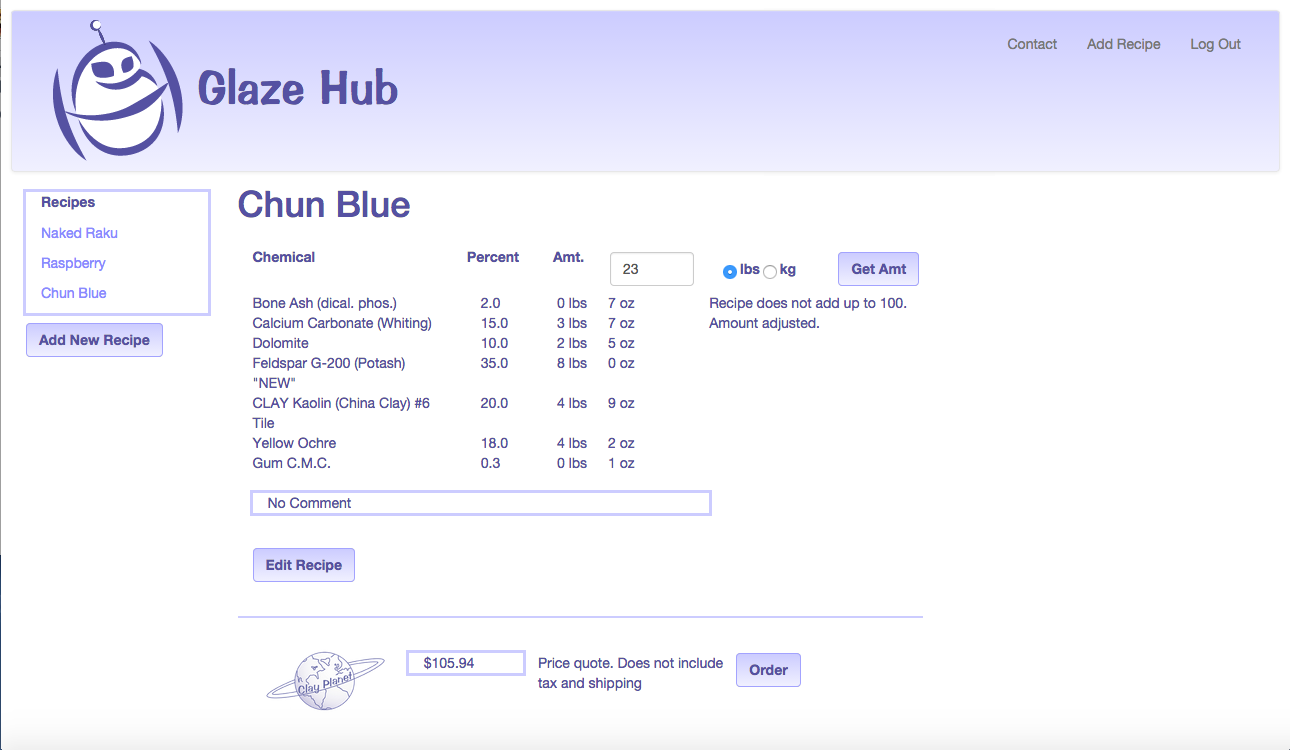 Contact Add Recipe Log Out
Glaze Hub
Recipes
Naked Raku
Raspberry
Chun Blue
Add New Recipe
Chun Blue
Chemical Percent Amt. 23 lbs kg Get Amt
Bone Ash (dical. phos.) 2.0 0 lbs 7 oz
Calcium Carbonate (Whiting) 15.0 3 lbs 7 oz
Dolomite 10.0 2 lbs 5 oz
Feldspar G-200 (Potash) 35.0 8 lbs 0 oz
"NEW"
CLAY Kaolin (China Clay) #6 20.0 4 lbs 9 oz
Tile
Yellow Ochre 18.0 4 lbs 2 oz
Gum C.M.C. 0.3 0 lbs 1 oz
Recipe does not add up to 100.
Amount adjusted.
No Comment
Edit Recipe
Clay Planet
$105.94
Price quote. Does not include
tax and shipping
Order